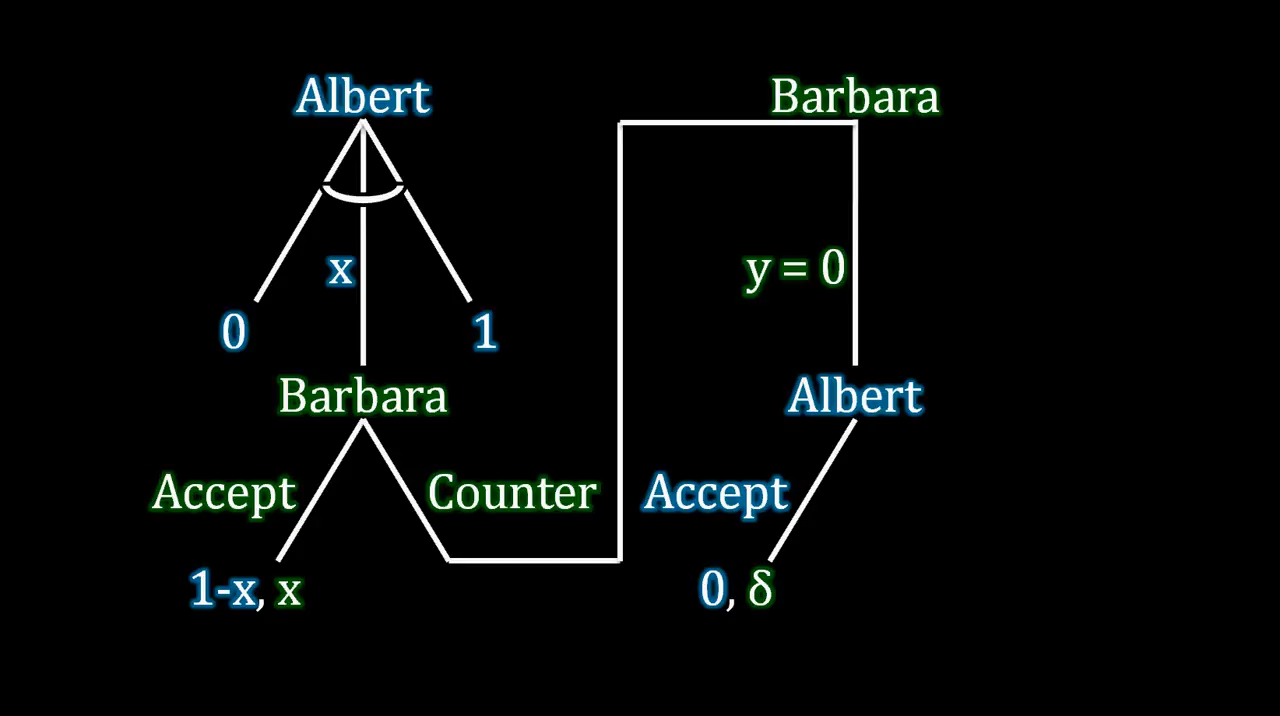 Albert
Barbara
x
y = 0
0
1
Barbara
Albert
Accept
Counter
Accept
1-x, x
0, δ